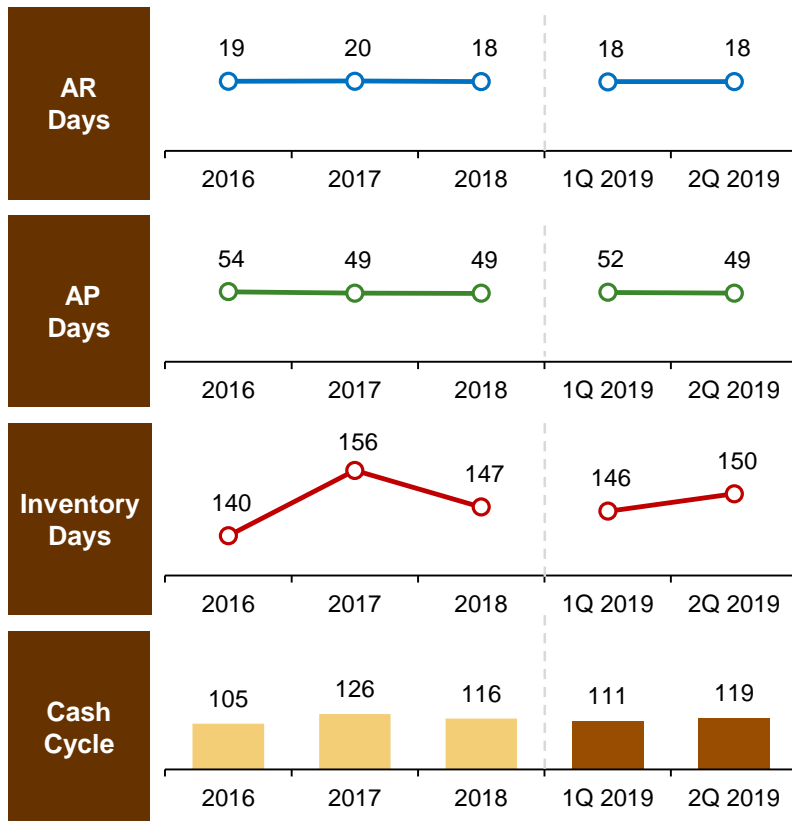 AR
Days
19 20 18 18 18
2016 2017 2018 1Q 2019 2Q 2019
AP
Days
54 49 49 52 49
2016 2017 2018 1Q 2019 2Q 2019
Inventory
Days
140 156 147 146 150
2016 2017 2018 1Q 2019 2Q 2019
Cash
Cycle
105 126 116 111 119
2016 2017 2018 1Q 2019 2Q 2019